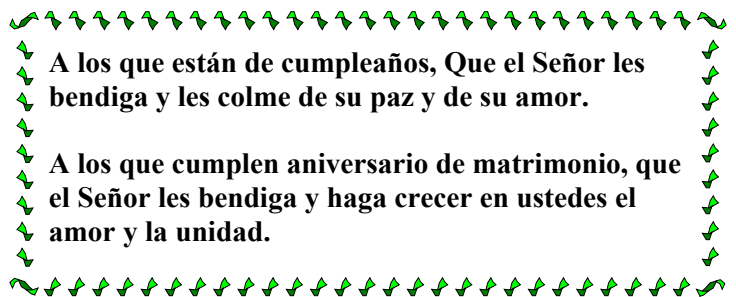 A los que están de cumpleaños, Que el Señor les
bendiga y les colme de su paz y de su amor.
A los que cumplen aniversario de matrimonio, que
el Señor les bendiga y haga crecer en ustedes el
amor y la unidad.